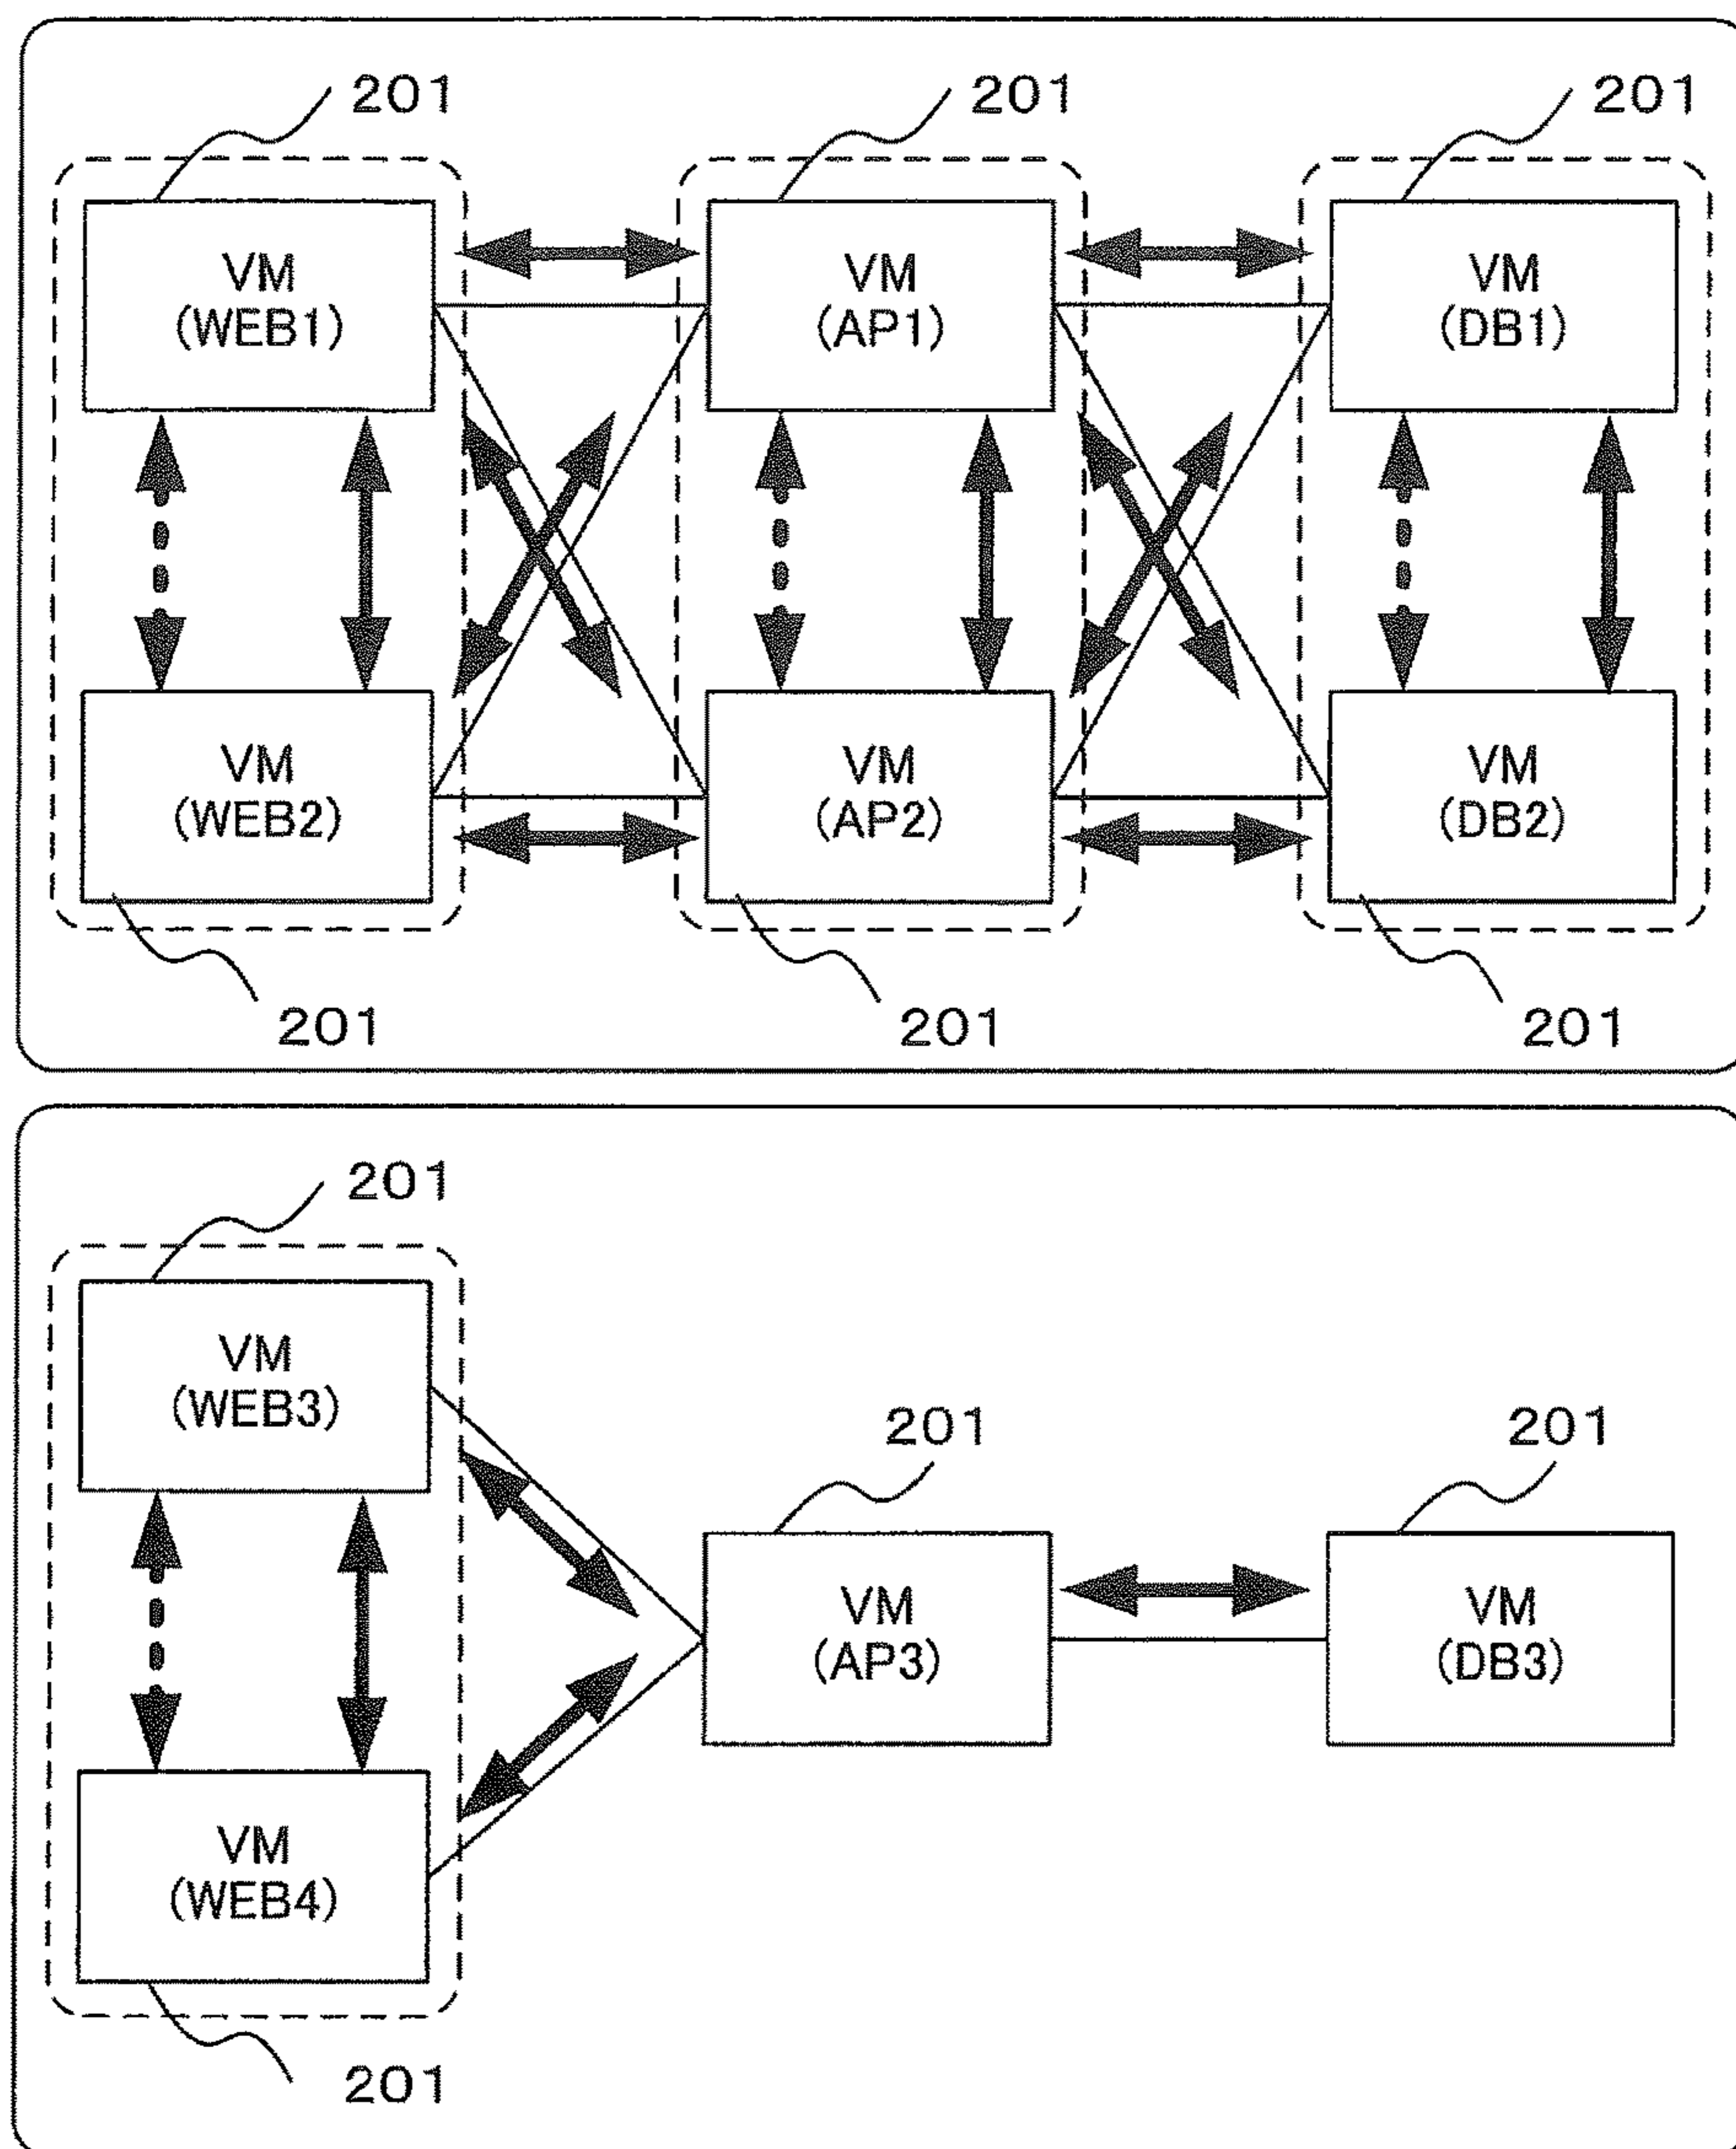 201
201
201
VM
(WEB1)
VM
(AP1)
VM
(DB1)
VM
(WEB2)
VM
(AP2)
VM
(DB2)
201
201
201
201
VM
(WEB3)
201
201
VM
(AP3)
VM
(DB3)
VM
(WEB4)
201